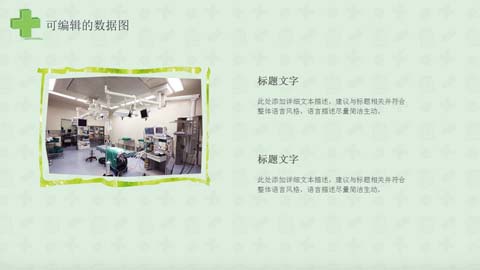 可编辑的数据图
标题文字
此处添加详细文本描述，建议与标题相关并符合
整体语言风格，语言描述尽量简洁生动。
标题文字
此处添加详细文本描述，建议与标题相关并符合
整体语言风格，语言描述尽量简洁生动。